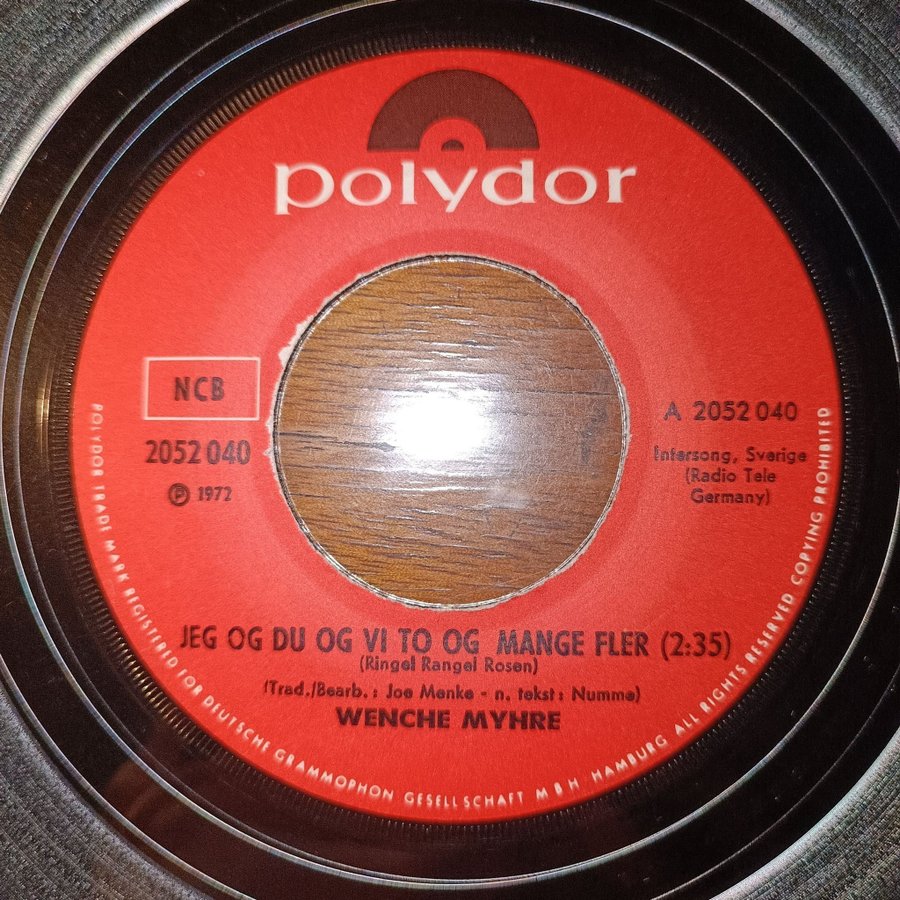 polydor
NCB
2052 040
℗ 1972
A 2052 040
Intersong, Sverige
(Radio Tele
Germany)
JEG OG DU OG VI TO OG MANGE FLER (2:35)
(Ringel Rangel Rosen)
(Trad./Bearb.: Joe Menke - n. tekst: Numme)
WENCHE MYHRE
POLYDOR TRADE MARK REGISTERED FOR DEUTSCHE GRAMMOPHON GESELLSCHAFT M B H HAMBURG ALL RIGHTS RESERVED COPYING PROHIBITED